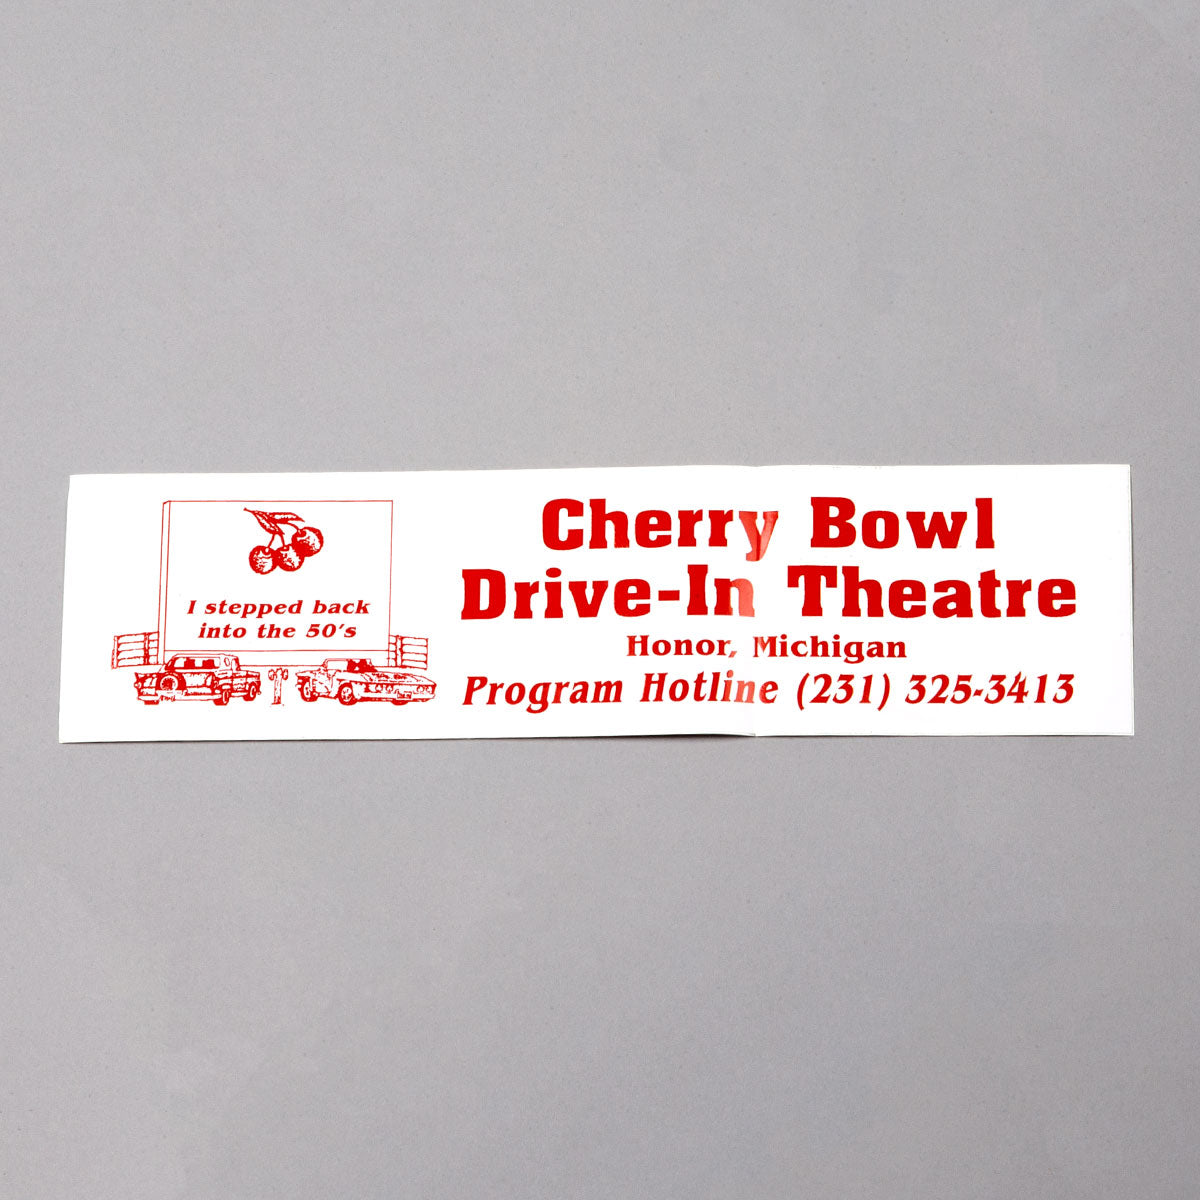 I stepped back
into the 50's
Cherry Bowl
Drive-In Theatre
Honor, Michigan
Program Hotline (231) 325-3413